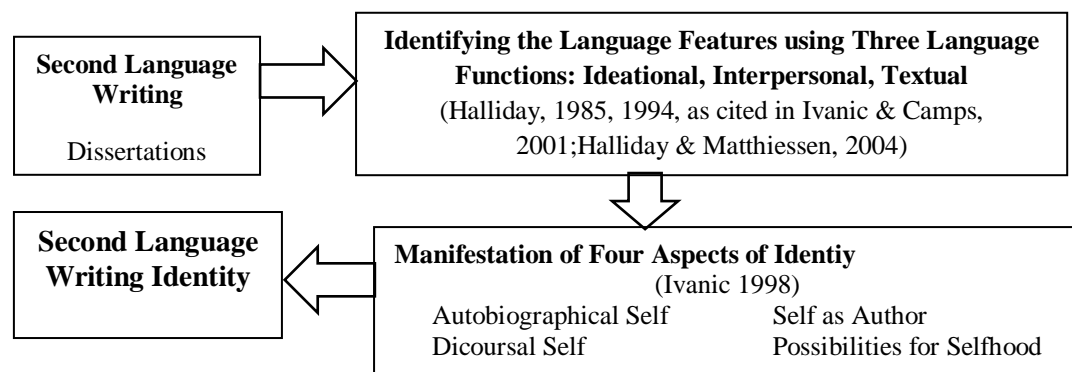 Second Language
Writing
Dissertations
Identifying the Language Features using Three Language
Functions: Ideational, Interpersonal, Textual
(Halliday, 1985, 1994, as cited in Ivanic & Camps,
2001;Halliday & Matthiessen, 2004)
Manifestation of Four Aspects of Identiy
(Ivanic 1998)
Autobiographical Self Self as Author
Dicoursal Self Possibilities for Selfhood
Second Language
Writing Identity